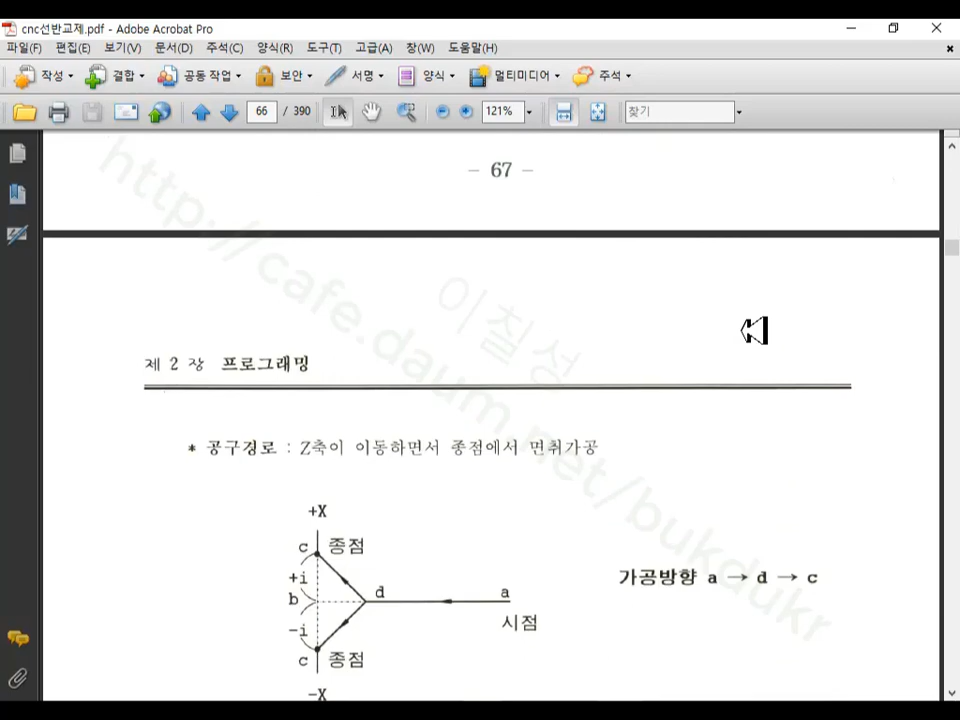 cnc선반교제.pdf - Adobe Acrobat Pro
파일(F) 편집(E) 보기(V) 문서(D) 주석(C) 양식(R) 도구(T) 고급(A) 창(W) 도움말(H)
작성 결합 공동 작업 보안 서명 양식 멀티미디어 주석
66 / 390 121% 찾기
- 67 -
http://cafe.daum.net/bukdukr
이칠성
제 2 장 프로그래밍
* 공구경로 : Z축이 이동하면서 종점에서 면취가공
+X
c 종점
+i
b d a
가공방향 a → d → c
시점
-i
c 종점
-X